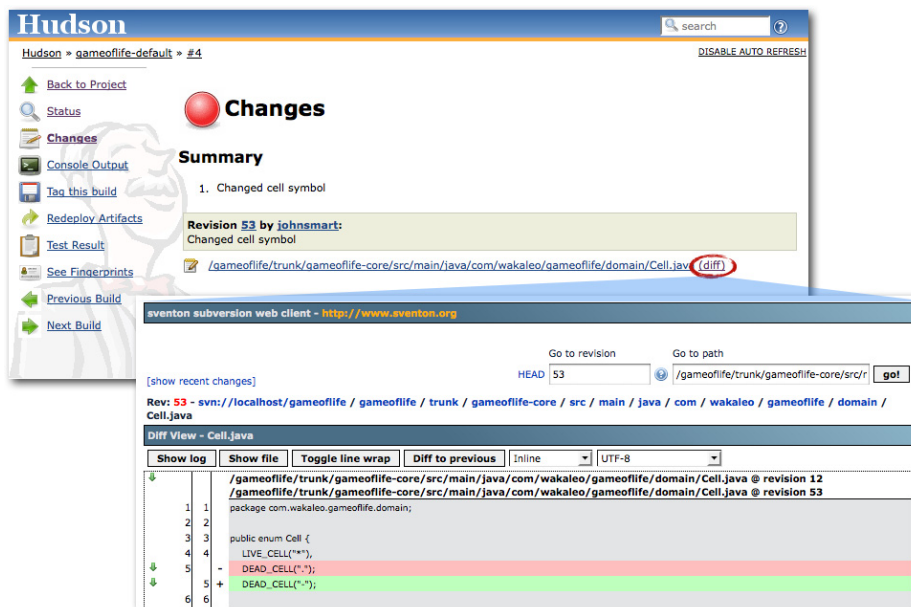 Hudson
search
Hudson » gameoflife-default » #4
DISABLE AUTO REFRESH
Back to Project
Status
Changes
Console Output
Tag this build
Redeploy Artifacts
Test Result
See Fingerprints
Previous Build
Next Build
Changes
Summary
1. Changed cell symbol
Revision 53 by johnsmart:
Changed cell symbol
/gameoflife/trunk/gameoflife-core/src/main/java/com/wakaleo/gameoflife/domain/Cell.java (diff)
sventon subversion web client - http://www.sventon.org
Go to revision Go to path
[show recent changes] HEAD 53 /gameoflife/trunk/gameoflife-core/src/r go!
Rev: 53 - svn://localhost/gameoflife / gameoflife / trunk / gameoflife-core / src / main / java / com / wakaleo / gameoflife / domain /
Cell.java
Diff View - Cell.java
Show log Show file Toggle line wrap Diff to previous Inline UTF-8
/gameoflife/trunk/gameoflife-core/src/main/java/com/wakaleo/gameoflife/domain/Cell.java @ revision 12
/gameoflife/trunk/gameoflife-core/src/main/java/com/wakaleo/gameoflife/domain/Cell.java @ revision 53
1 1 package com.wakaleo.gameoflife.domain;
2 2
3 3 public enum Cell {
4 4 LIVE_CELL("*"),
5 - DEAD_CELL(".");
5 + DEAD_CELL("-");
6 6